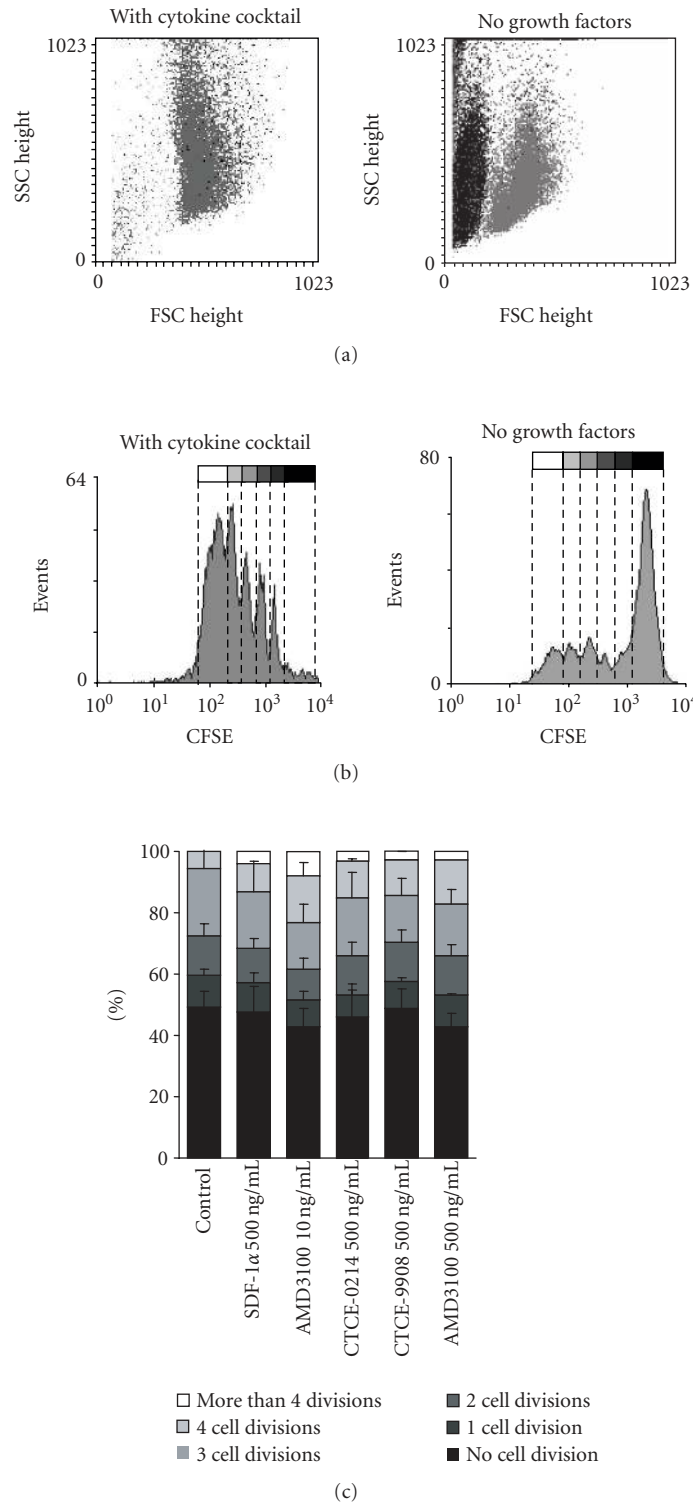 With cytokine cocktail
No growth factors
1023
SSC height
0
0
1023
FSC height
1023
SSC height
0
0
1023
FSC height
(a)
With cytokine cocktail
No growth factors
64
Events
0
10⁰
10¹
10²
10³
10⁴
CFSE
80
Events
0
10⁰
10¹
10²
10³
10⁴
CFSE
(b)
100
80
60
40
20
0
(%)
Control
SDF-1α 500 ng/mL
AMD3100 10 ng/mL
CTCE-0214 500 ng/mL
CTCE-9908 500 ng/mL
AMD3100 500 ng/mL
More than 4 divisions
4 cell divisions
3 cell divisions
2 cell divisions
1 cell division
No cell division
(c)